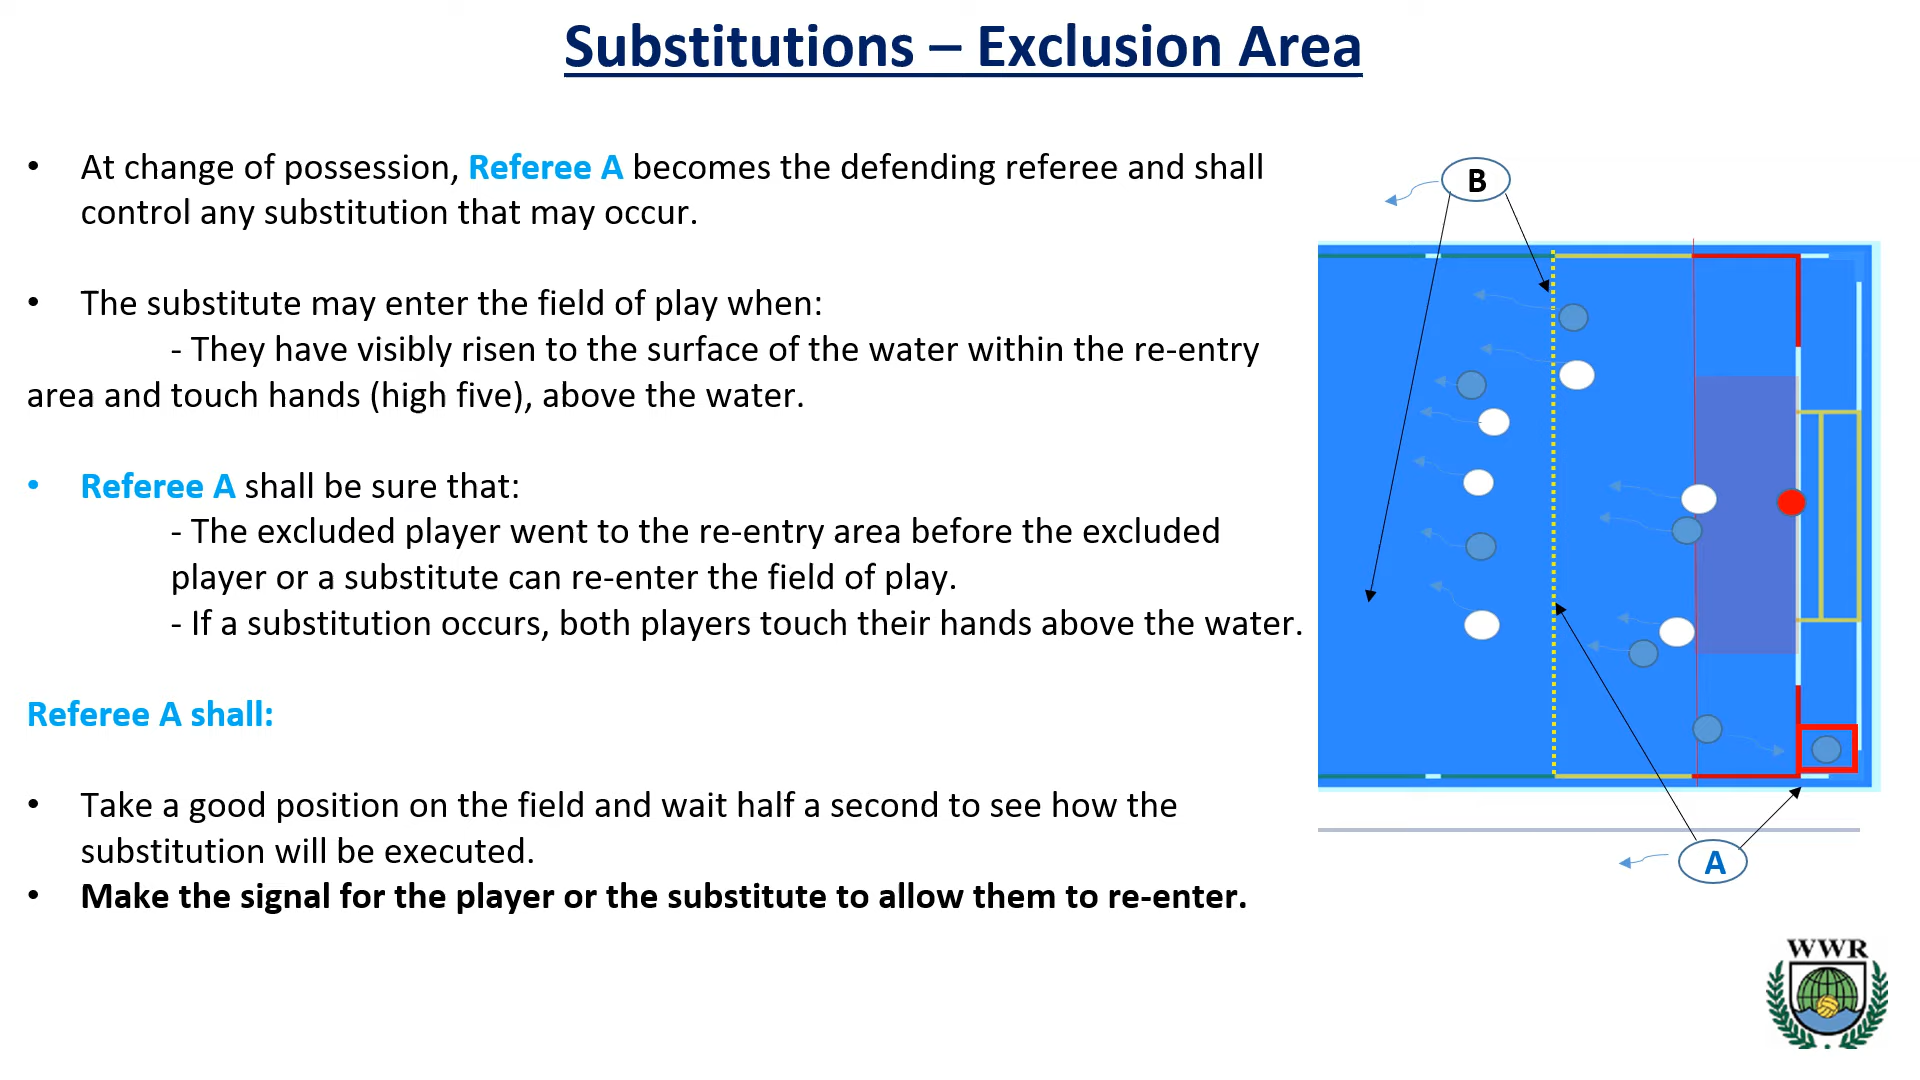 Substitutions – Exclusion Area
• At change of possession, Referee A becomes the defending referee and shall
control any substitution that may occur.
• The substitute may enter the field of play when:
- They have visibly risen to the surface of the water within the re-entry
area and touch hands (high five), above the water.
• Referee A shall be sure that:
- The excluded player went to the re-entry area before the excluded
player or a substitute can re-enter the field of play.
- If a substitution occurs, both players touch their hands above the water.
Referee A shall:
• Take a good position on the field and wait half a second to see how the
substitution will be executed.
• Make the signal for the player or the substitute to allow them to re-enter.
B
A
WWR